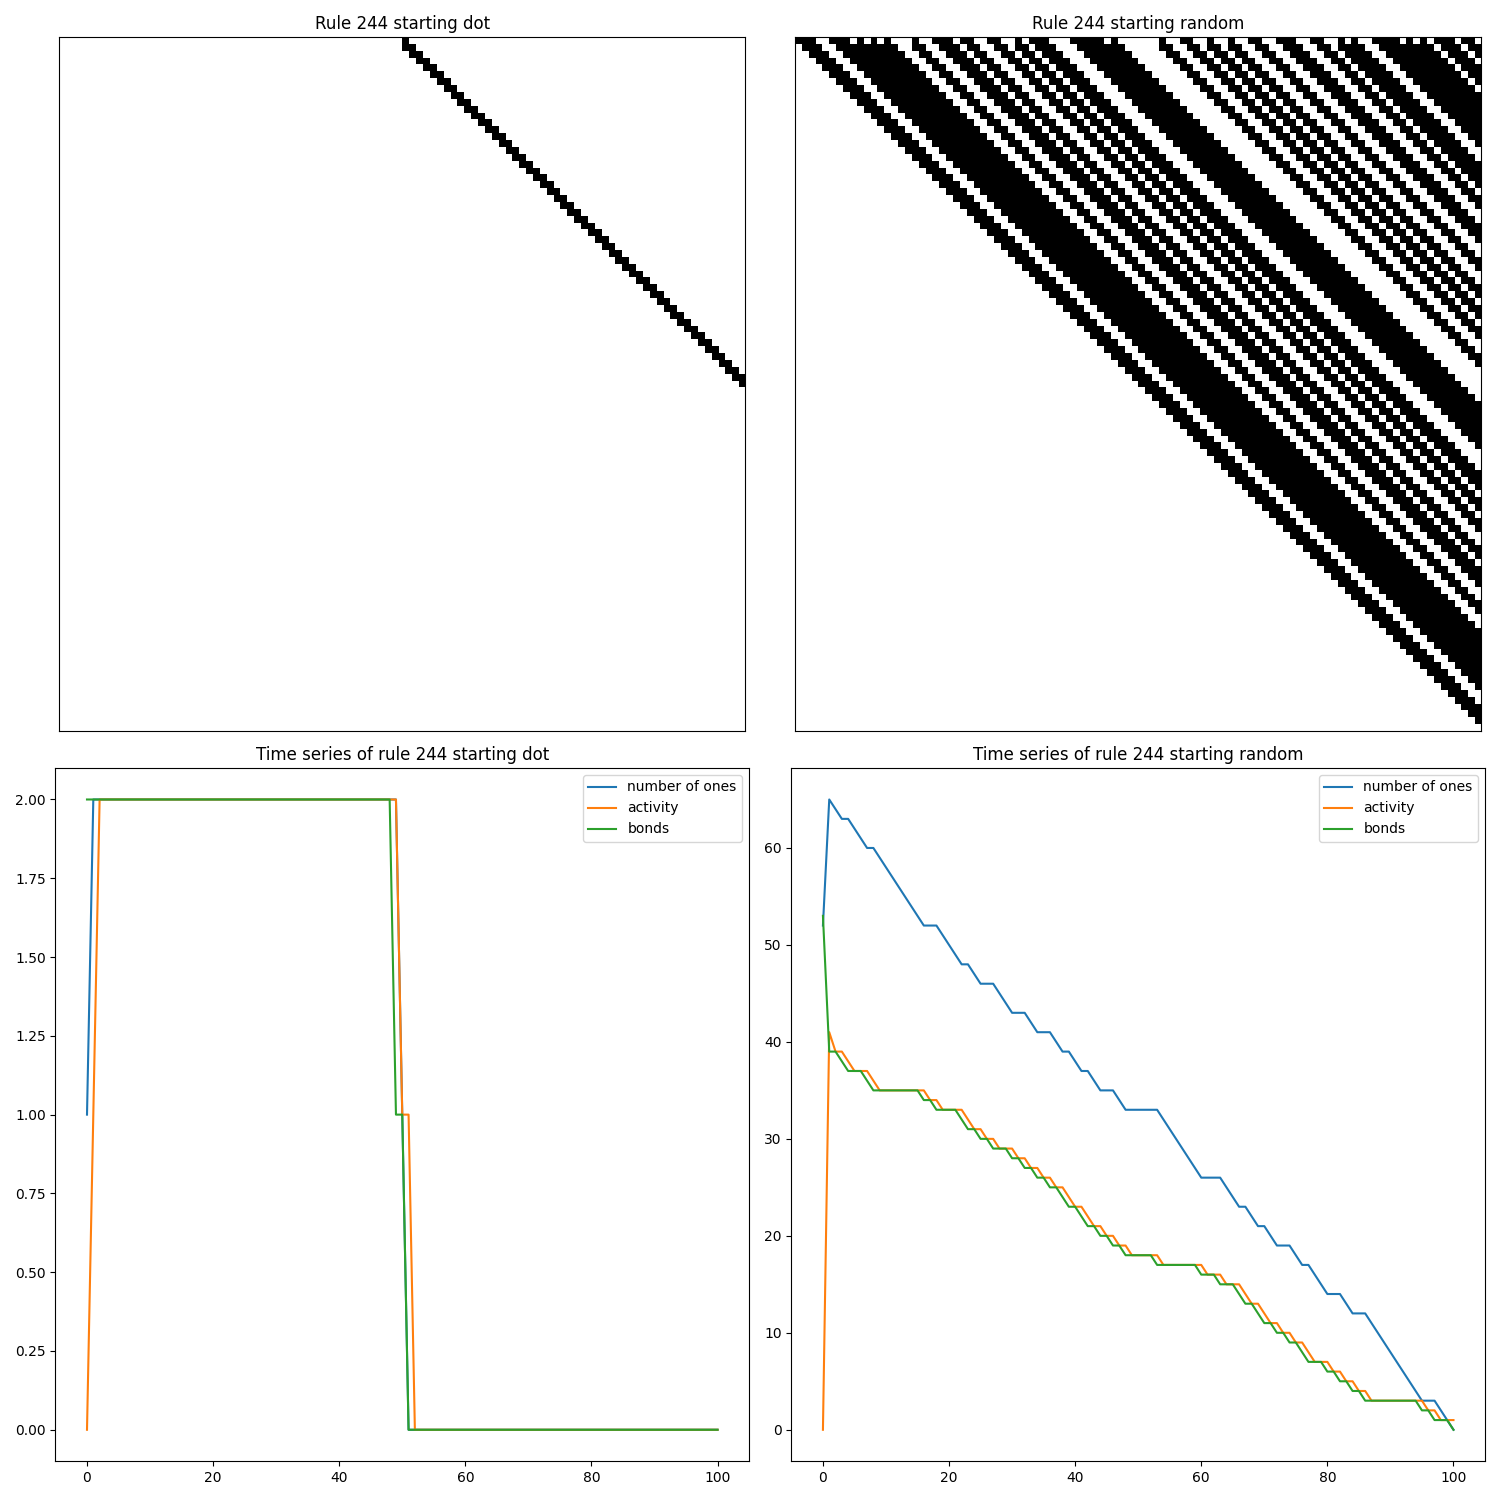 Rule 244 starting dot
Rule 244 starting random
Time series of rule 244 starting dot
2.00
1.75
1.50
1.25
1.00
0.75
0.50
0.25
0.00
0 20 40 60 80 100
number of ones
activity
bonds
Time series of rule 244 starting random
60
50
40
30
20
10
0
0 20 40 60 80 100
number of ones
activity
bonds